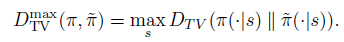 D_{TV}^{max}(π, π̃) = max_s D_{TV}(π(·|s) ∥ π̃(·|s)).